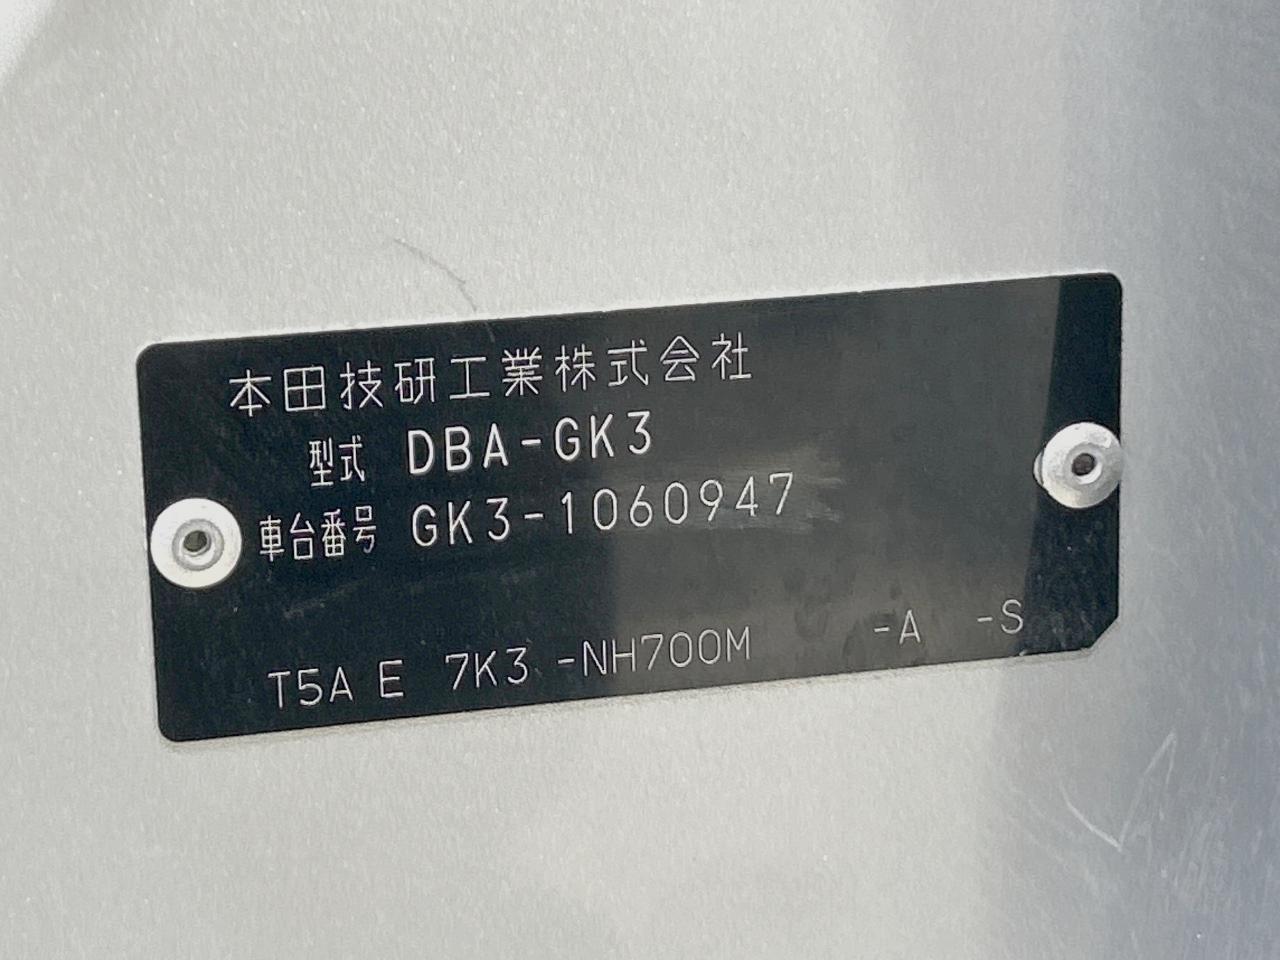 本田技研工業株式会社
型式 DBA-GK3
車台番号 GK3-1060947
T5A E 7K3 -NH700M -A -S